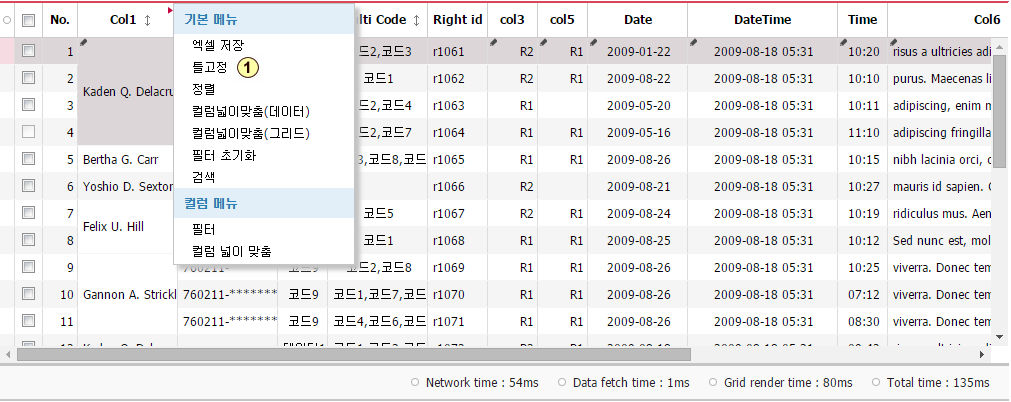 No. Col1 기본 메뉴 lti Code Right id col3 col5 Date DateTime Time Col6
엑셀 저장
틀고정 1
정렬
컬럼넓이맞춤(데이터)
컬럼넓이맞춤(그리드)
필터 초기화
검색
컬럼 메뉴
필터
컬럼 넓이 맞춤
1 드2,코드3 r1061 R2 R1 2009-01-22 2009-08-18 05:31 10:20 risus a ultricies adi
2 Kaden Q. Delacru 코드1 r1062 R2 R1 2009-08-22 2009-08-18 05:31 10:10 purus. Maecenas li
3 드2,코드4 r1063 R1 2009-05-20 2009-08-18 05:31 10:11 adipiscing, enim n
4 드2,코드7 r1064 R1 R1 2009-05-16 2009-08-18 05:31 11:10 adipiscing fringilla
5 Bertha G. Carr 3,코드8,코드 r1065 R1 R1 2009-08-26 2009-08-18 05:31 10:15 nibh lacinia orci, c
6 Yoshio D. Sexton r1066 R2 2009-08-21 2009-08-18 05:31 10:27 mauris id sapien. C
7 Felix U. Hill 코드5 r1067 R2 R1 2009-08-24 2009-08-18 05:31 10:19 ridiculus mus. Aen
8 코드1 r1068 R1 R1 2009-08-25 2009-08-18 05:31 10:12 Sed nunc est, mol
9 760211- 드2,코드8 r1069 R1 R1 2009-08-26 2009-08-18 05:31 10:25 viverra. Donec tem
10 Gannon A. Strickl 760211-******* 코드9 코드1,코드7,코드 r1070 R1 R1 2009-08-26 2009-08-18 05:31 07:12 viverra. Donec tem
11 760211-******* 코드9 코드4,코드6,코드 r1071 R1 R1 2009-08-26 2009-08-18 05:31 08:30 viverra. Donec tem
Network time : 54ms Data fetch time : 1ms Grid render time : 80ms Total time : 135ms